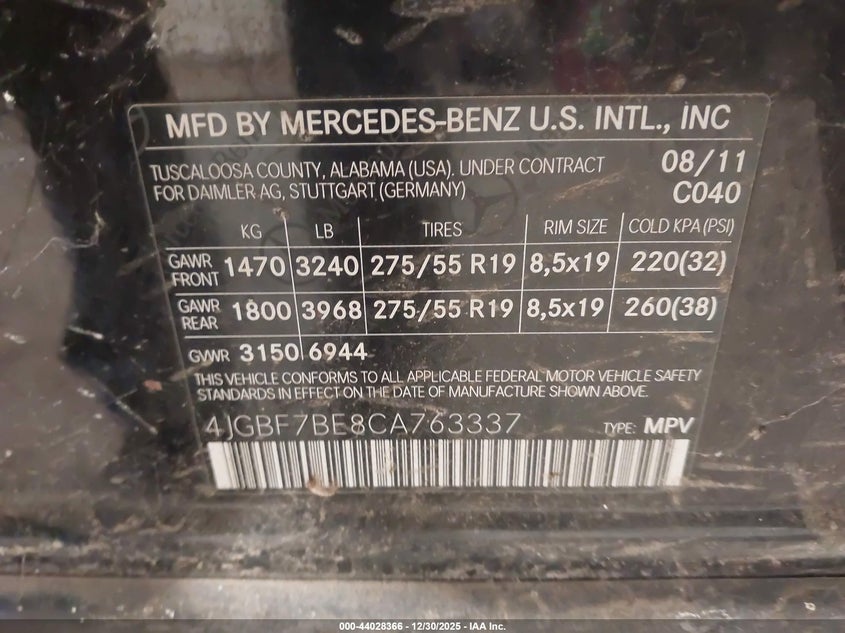 MFD BY MERCEDES-BENZ U.S. INTL., INC
TUSCALOOSA COUNTY, ALABAMA (USA). UNDER CONTRACT 08/11
FOR DAIMLER AG, STUTTGART (GERMANY) C040
KG LB TIRES RIM SIZE COLD KPA (PSI)
GAWR FRONT 1470 3240 275/55 R19 8,5x19 220(32)
GAWR REAR 1800 3968 275/55 R19 8,5x19 260(38)
GVWR 3150 6944
THIS VEHICLE CONFORMS TO ALL APPLICABLE FEDERAL MOTOR VEHICLE SAFETY
STANDARDS IN EFFECT ON THE DATE OF MANUFACTURE SHOWN ABOVE.
4JGBF7BE8CA763337 TYPE: MPV
000-44028366 - 12/30/2025 - IAA Inc.